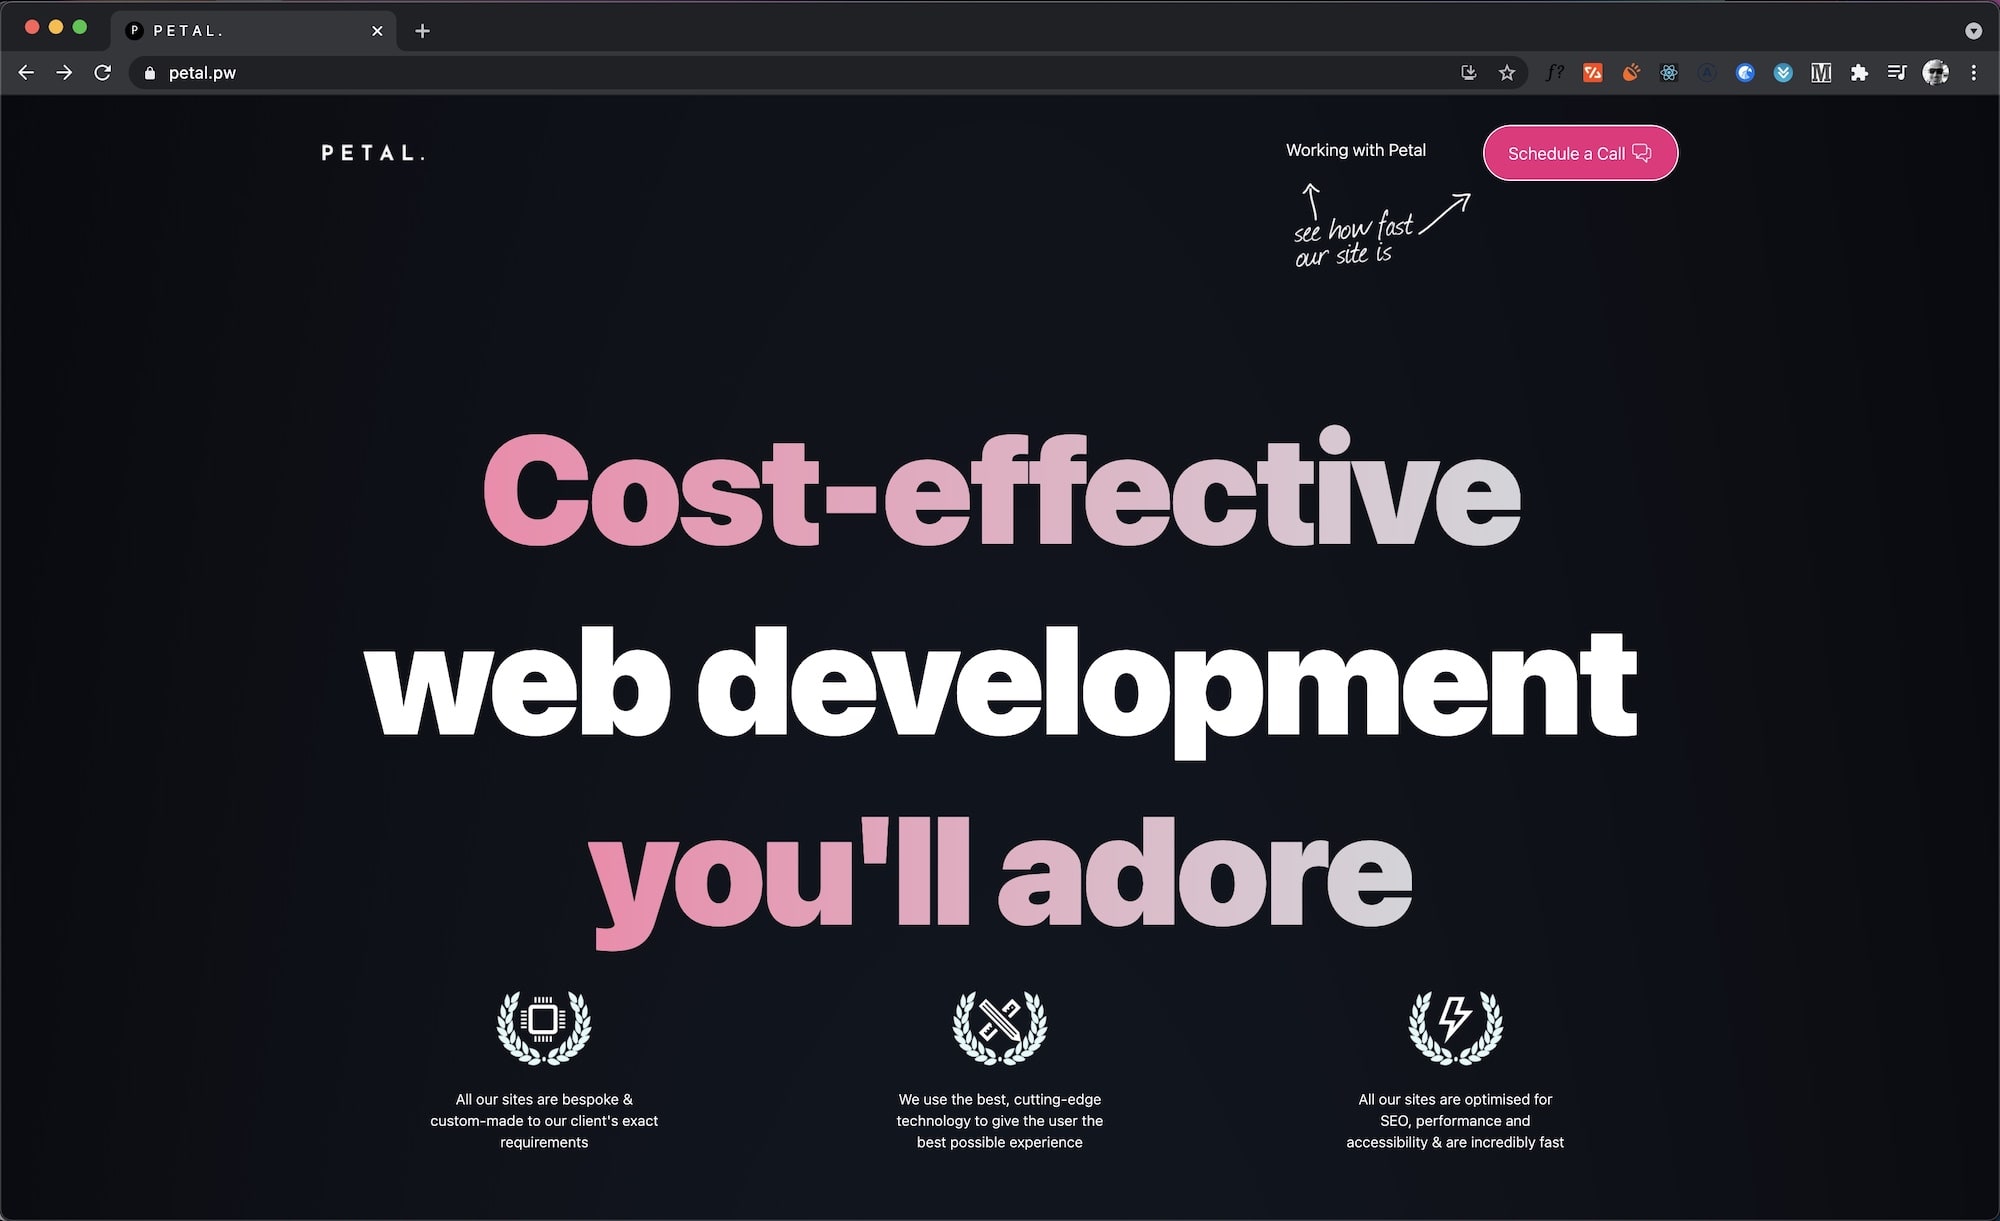 PETAL.
petal.pw
PETAL.
Working with Petal
Schedule a Call
see how fast
our site is
Cost-effective
web development
you'll adore
All our sites are bespoke &
custom-made to our client's exact
requirements
We use the best, cutting-edge
technology to give the user the
best possible experience
All our sites are optimised for
SEO, performance and
accessibility & are incredibly fast